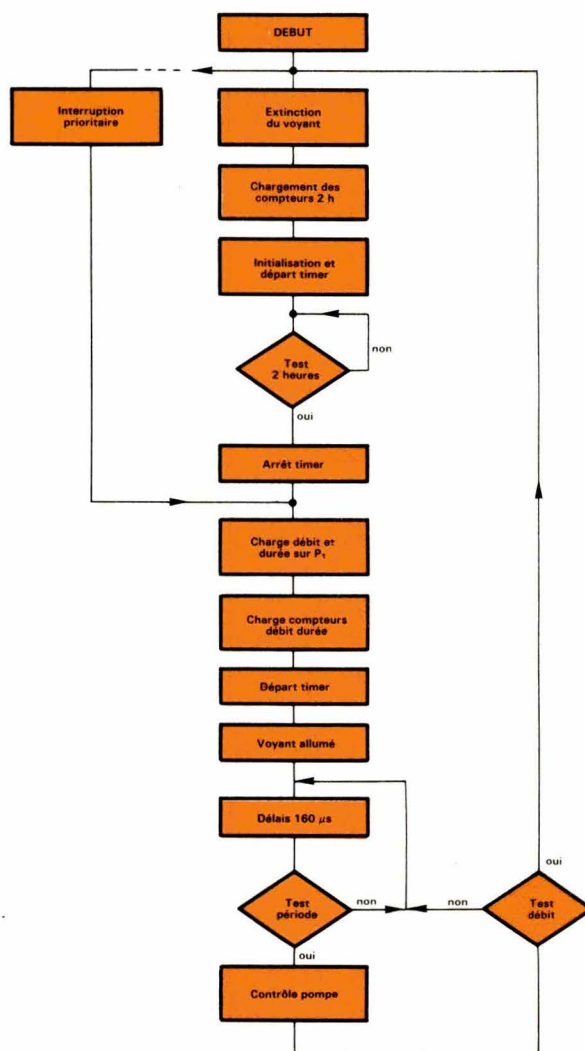 DEBUT
Interruption
prioritaire
Extinction
du voyant
Chargement des
compteurs 2 h
Initialisation et
départ timer
non
Test
2 heures
oui
Arrêt timer
Charge débit et
durée sur P₁
Charge compteurs
débit durée
Départ timer
Voyant allumé
Délais 160 µs
oui
Test
période
non
non
Test
débit
oui
Contrôle pompe